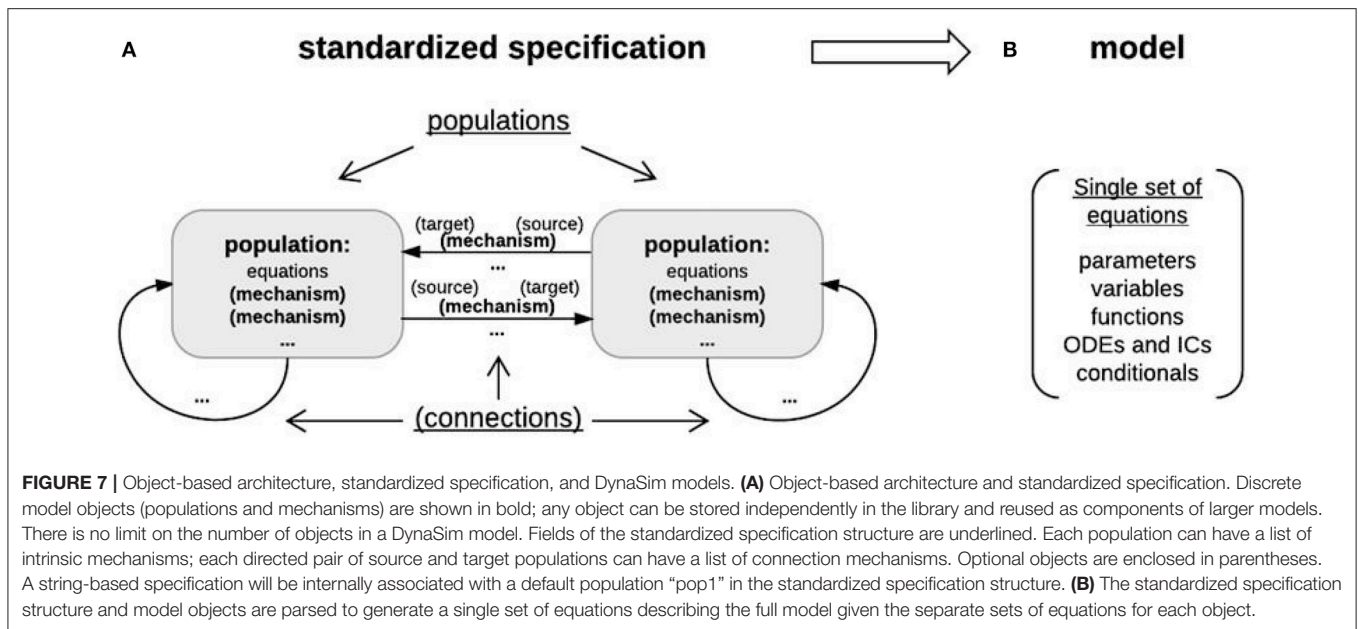 A
standardized specification
B
model
populations
population:
equations
(mechanism)
(mechanism)
...
(target) (source)
(mechanism)
...
(source) (target)
(mechanism)
...
population:
equations
(mechanism)
(mechanism)
...
...
...
(connections)
Single set of
equations
parameters
variables
functions
ODEs and ICs
conditionals
FIGURE 7 | Object-based architecture, standardized specification, and DynaSim models. (A) Object-based architecture and standardized specification. Discrete
model objects (populations and mechanisms) are shown in bold; any object can be stored independently in the library and reused as components of larger models.
There is no limit on the number of objects in a DynaSim model. Fields of the standardized specification structure are underlined. Each population can have a list of
intrinsic mechanisms; each directed pair of source and target populations can have a list of connection mechanisms. Optional objects are enclosed in parentheses.
A string-based specification will be internally associated with a default population “pop1” in the standardized specification structure. (B) The standardized specification
structure and model objects are parsed to generate a single set of equations describing the full model given the separate sets of equations for each object.